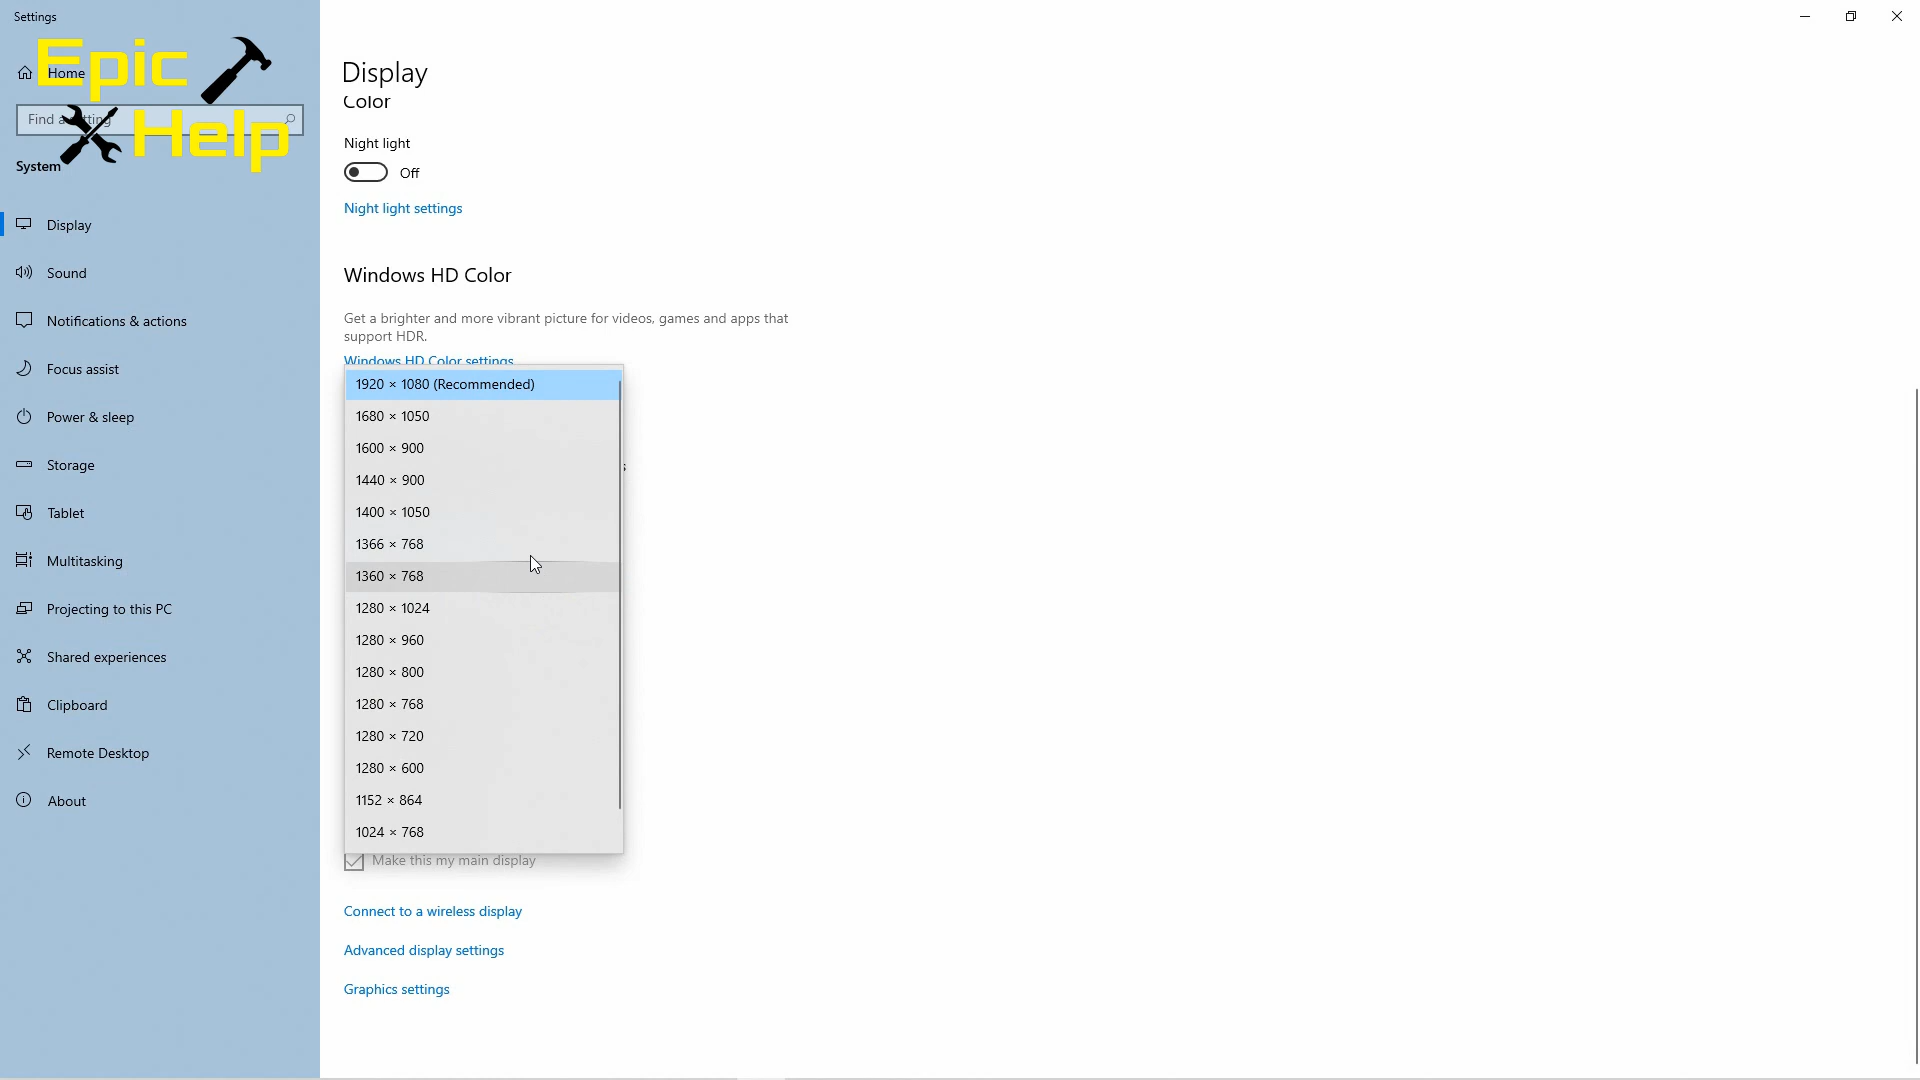 Settings
Epic
Help
Home
Find a setting
System
Display
Sound
Notifications & actions
Focus assist
Power & sleep
Storage
Tablet
Multitasking
Projecting to this PC
Shared experiences
Clipboard
Remote Desktop
About
Display
Color
Night light
Off
Night light settings
Windows HD Color
Get a brighter and more vibrant picture for videos, games and apps that
support HDR.
Windows HD Color settings
1920 × 1080 (Recommended)
1680 × 1050
1600 × 900
1440 × 900
1400 × 1050
1366 × 768
1360 × 768
1280 × 1024
1280 × 960
1280 × 800
1280 × 768
1280 × 720
1280 × 600
1152 × 864
1024 × 768
Make this my main display
Connect to a wireless display
Advanced display settings
Graphics settings